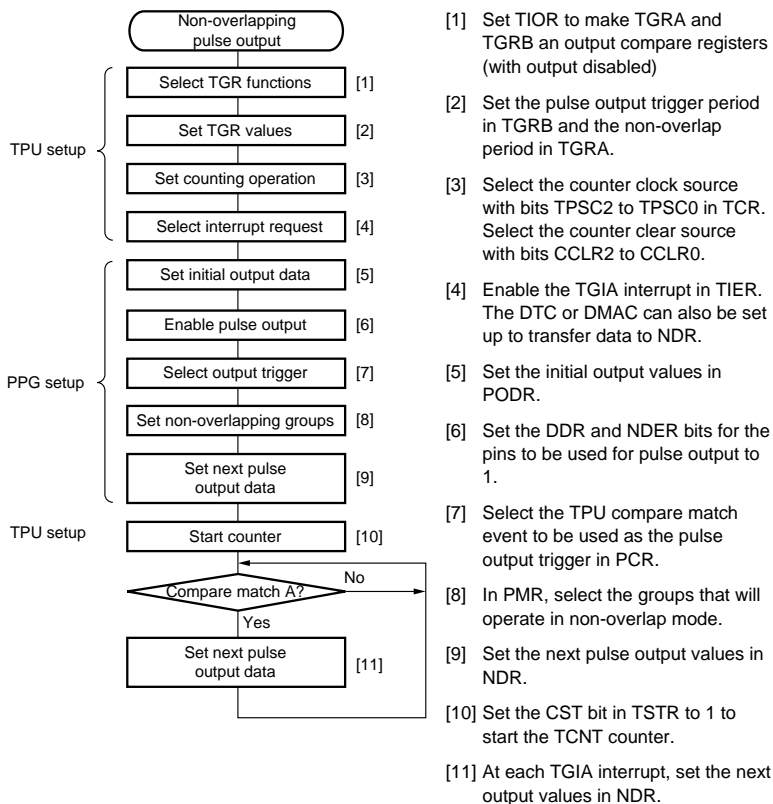 Non-overlapping
pulse output
TPU setup
Select TGR functions [1]
Set TGR values [2]
Set counting operation [3]
Select interrupt request [4]
PPG setup
Set initial output data [5]
Enable pulse output [6]
Select output trigger [7]
Set non-overlapping groups [8]
Set next pulse
output data [9]
TPU setup
Start counter [10]
Compare match A?
No
Yes
Set next pulse
output data [11]
[1] Set TIOR to make TGRA and
TGRB an output compare registers
(with output disabled)
[2] Set the pulse output trigger period
in TGRB and the non-overlap
period in TGRA.
[3] Select the counter clock source
with bits TPSC2 to TPSC0 in TCR.
Select the counter clear source
with bits CCLR2 to CCLR0.
[4] Enable the TGIA interrupt in TIER.
The DTC or DMAC can also be set
up to transfer data to NDR.
[5] Set the initial output values in
PODR.
[6] Set the DDR and NDER bits for the
pins to be used for pulse output to
1.
[7] Select the TPU compare match
event to be used as the pulse
output trigger in PCR.
[8] In PMR, select the groups that will
operate in non-overlap mode.
[9] Set the next pulse output values in
NDR.
[10] Set the CST bit in TSTR to 1 to
start the TCNT counter.
[11] At each TGIA interrupt, set the next
output values in NDR.